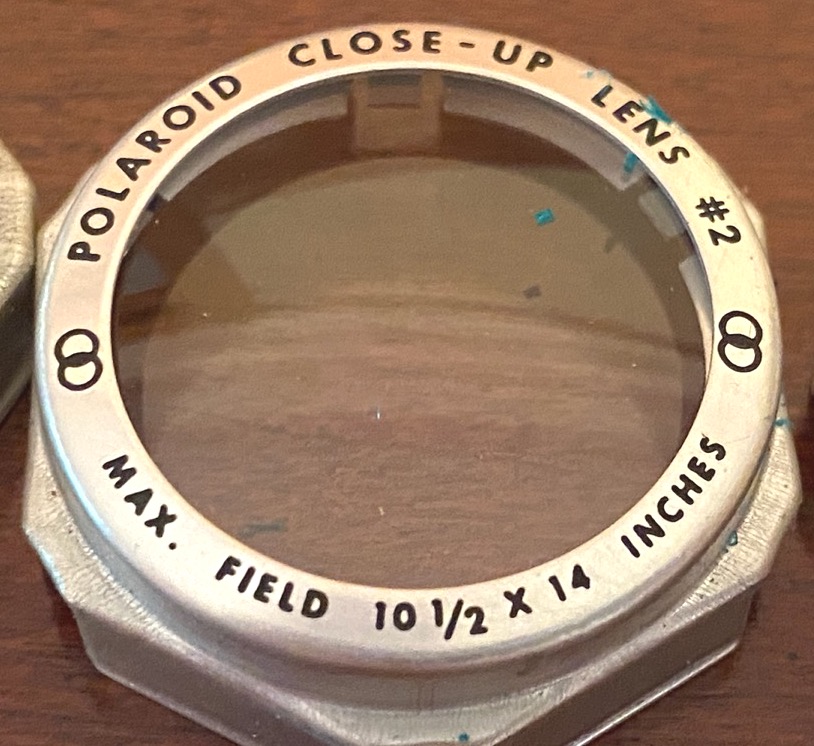 POLAROID CLOSE-UP LENS #2
MAX. FIELD 10 1/2 X 14 INCHES